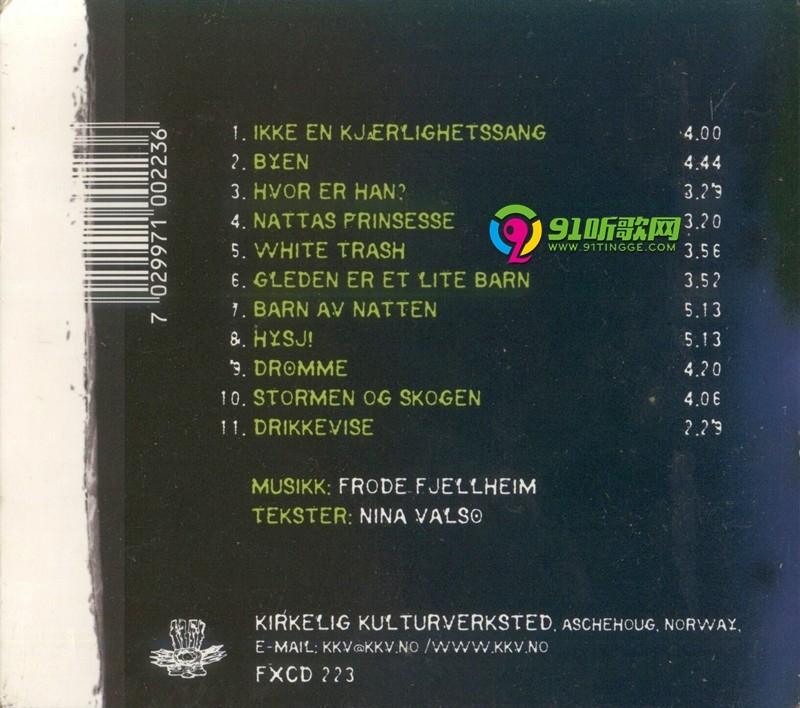 1. IKKE EN KJÆRLIGHETSSANG 4.00
2. BYEN 4.44
3. HVOR ER HAN? 3.29
4. NATTAS PRINSESSE 3.20
5. WHITE TRASH 3.56
6. GLEDEN ER ET LITE BARN 3.52
7. BARN AV NATTEN 5.13
8. HYSJ! 5.13
9. DRØMME 4.20
10. STORMEN OG SKOGEN 4.06
11. DRIKKEVISE 2.29
91听歌网
WWW.91TINGGE.COM
7 029971 002236
MUSIKK: FRODE FJELLHEIM
TEKSTER: NINA VALSØ
KIRKELIG KULTURVERKSTED, ASCHEHOUG, NORWAY,
E-MAIL: KKV@KKV.NO /WWW.KKV.NO
FXCD 223